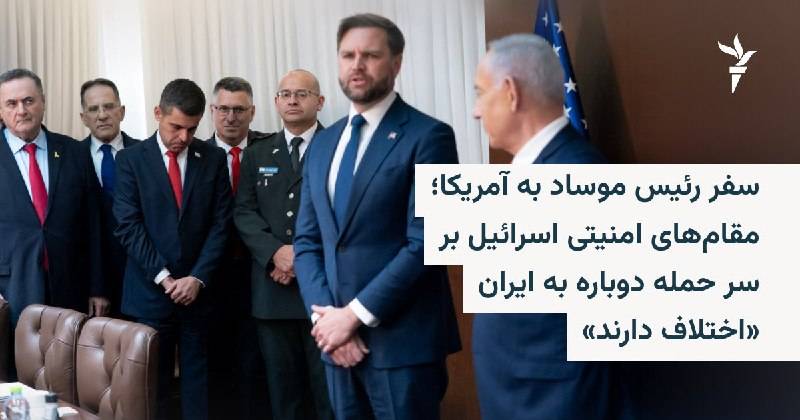 سفر رئیس موساد به آمریکا؛
مقام‌های امنیتی اسرائیل بر
سر حمله دوباره به ایران
«اختلاف دارند»